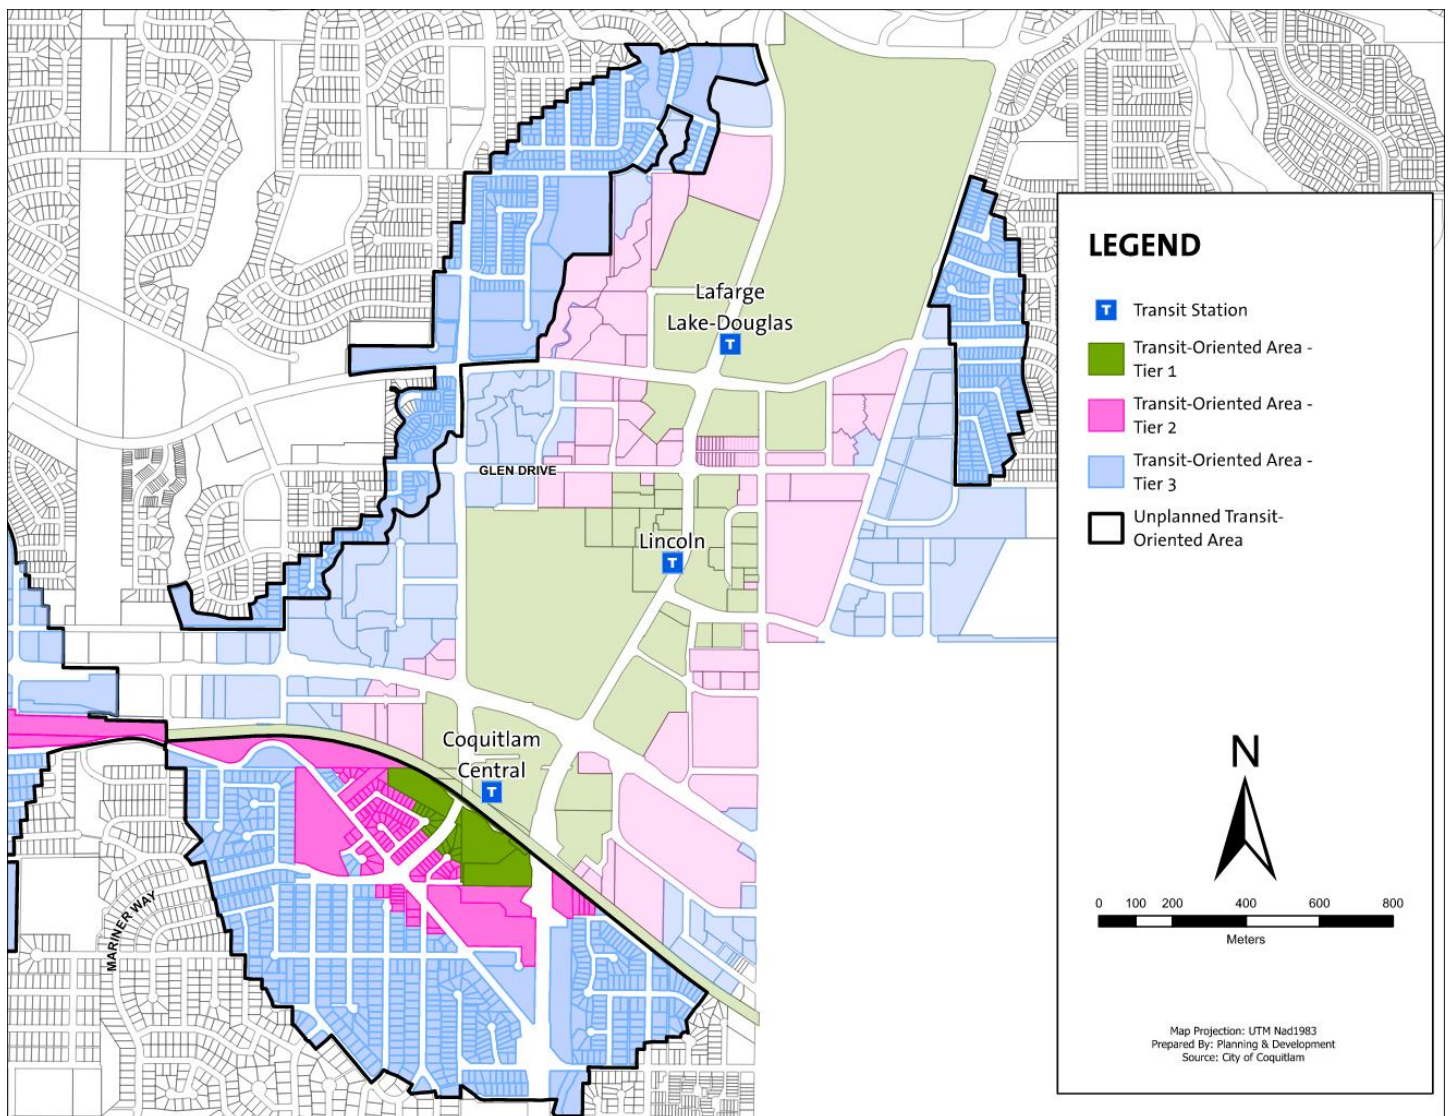 Lafarge
Lake-Douglas
T
GLEN DRIVE
Lincoln
T
Coquitlam
Central
T
MARINER WAY
LEGEND
T Transit Station
Transit-Oriented Area -
Tier 1
Transit-Oriented Area -
Tier 2
Transit-Oriented Area -
Tier 3
Unplanned Transit-
Oriented Area
N
0 100 200 400 600 800
Meters
Map Projection: UTM Nad1983
Prepared By: Planning & Development
Source: City of Coquitlam